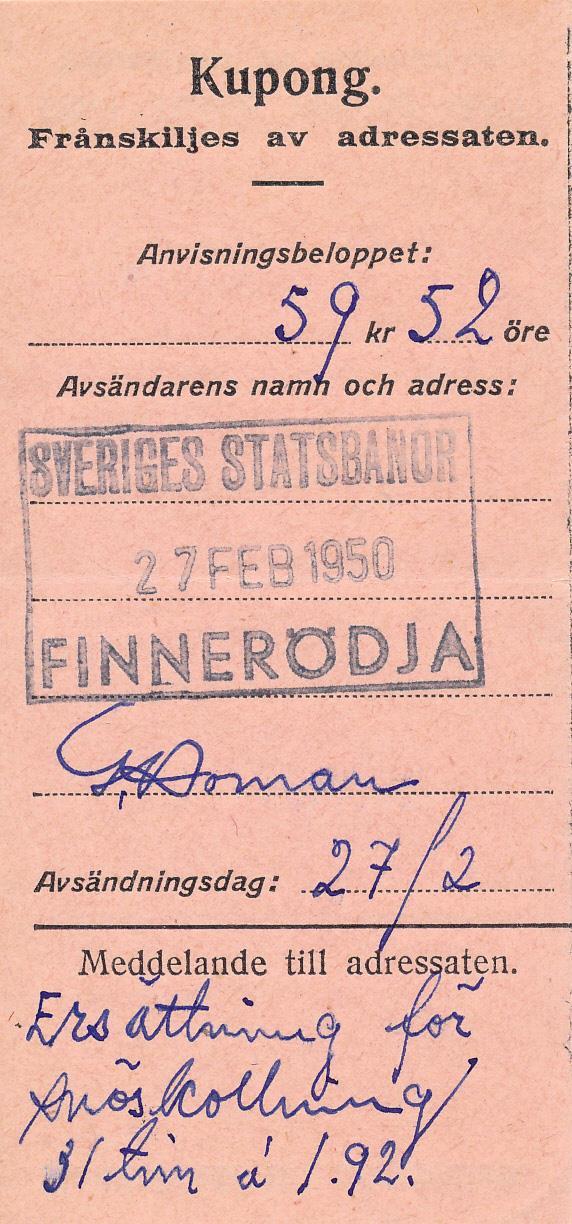 Kupong.
Frånskiljes av adressaten.
Anvisningsbeloppet:
59 kr 52 öre
Avsändarens namn och adress:
SVERIGES STATSBANOR
27 FEB 1950
FINNERÖDJA
Homan
Avsändningsdag: 27/2
Meddelande till adressaten.
Ersättning för
snöskottning
31 tim á 1.92.